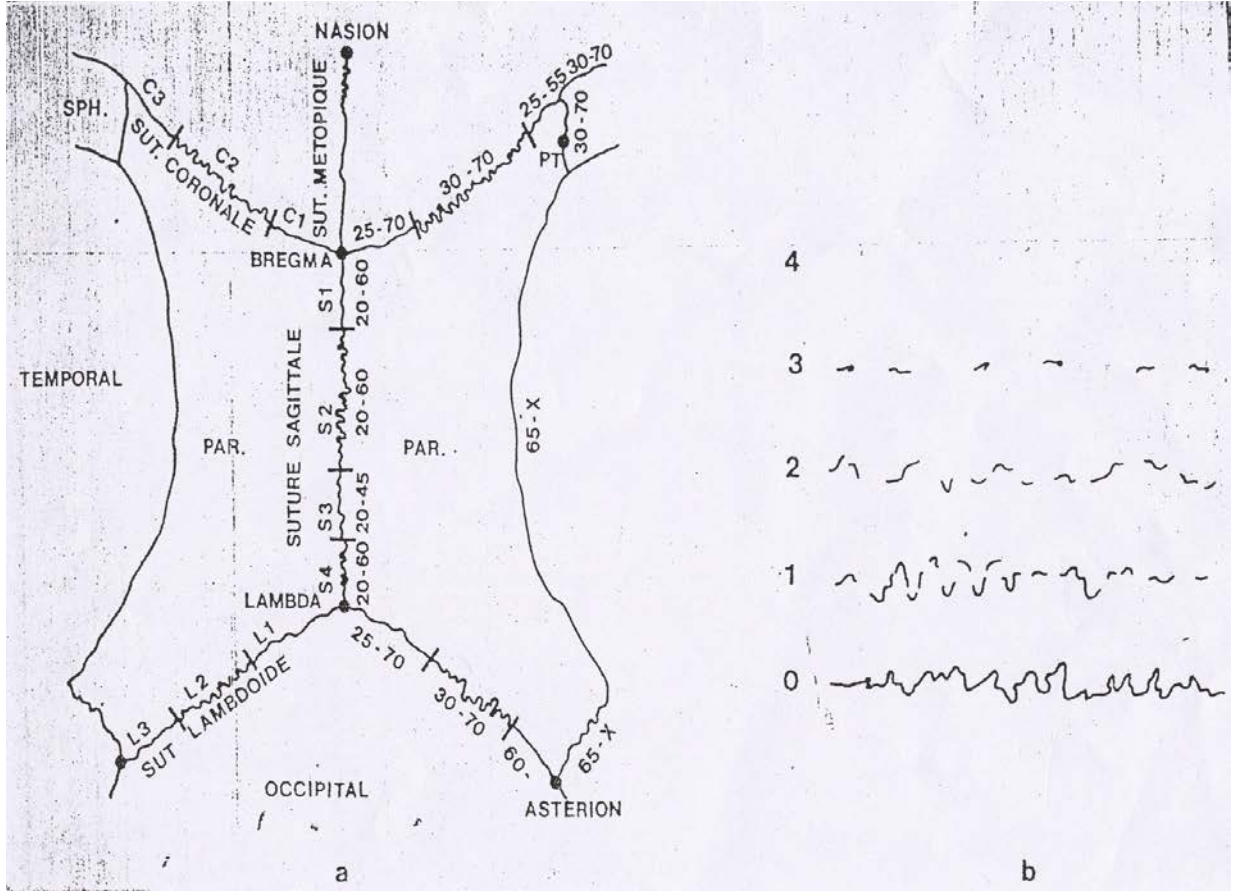 NASION
SPH.
C3
C2
C1
SUT. CORONALE
SUT. METOPIQUE
25-55
30-70
30-70
PT
30-70
25-70
BREGMA
S1
20-60
TEMPORAL
PAR.
SUTURE SAGITTALE
S2
20-60
PAR.
65-X
S3
20-45
S4
20-60
LAMBDA
L1
L2
L3
SUT LAMBDOIDE
25-70
30-70
60-
65-X
OCCIPITAL
ASTERION
a
4
3
2
1
0
b